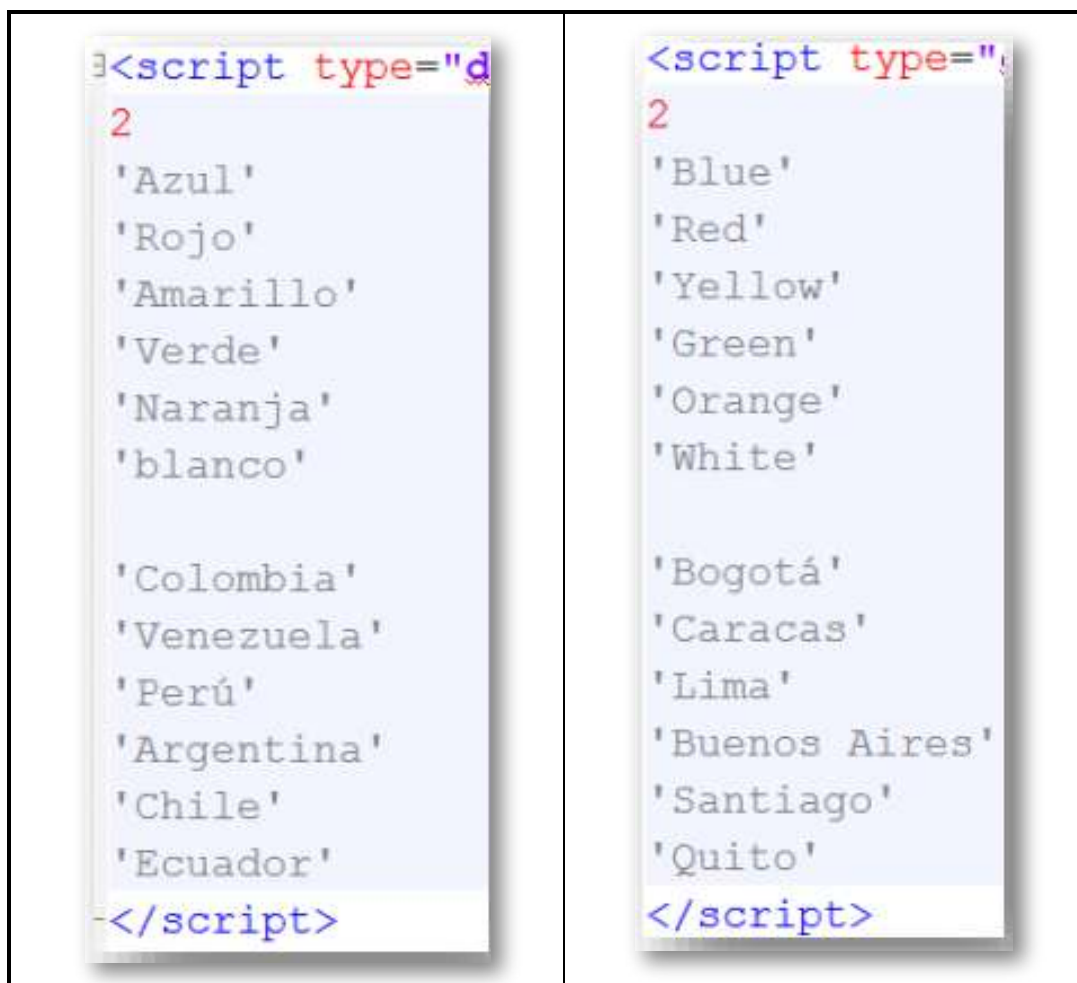 <script type="d
2
'Azul'
'Rojo'
'Amarillo'
'Verde'
'Naranja'
'blanco'
'Colombia'
'Venezuela'
'Perú'
'Argentina'
'Chile'
'Ecuador'
</script>
<script type="
2
'Blue'
'Red'
'Yellow'
'Green'
'Orange'
'White'
'Bogotá'
'Caracas'
'Lima'
'Buenos Aires'
'Santiago'
'Quito'
</script>